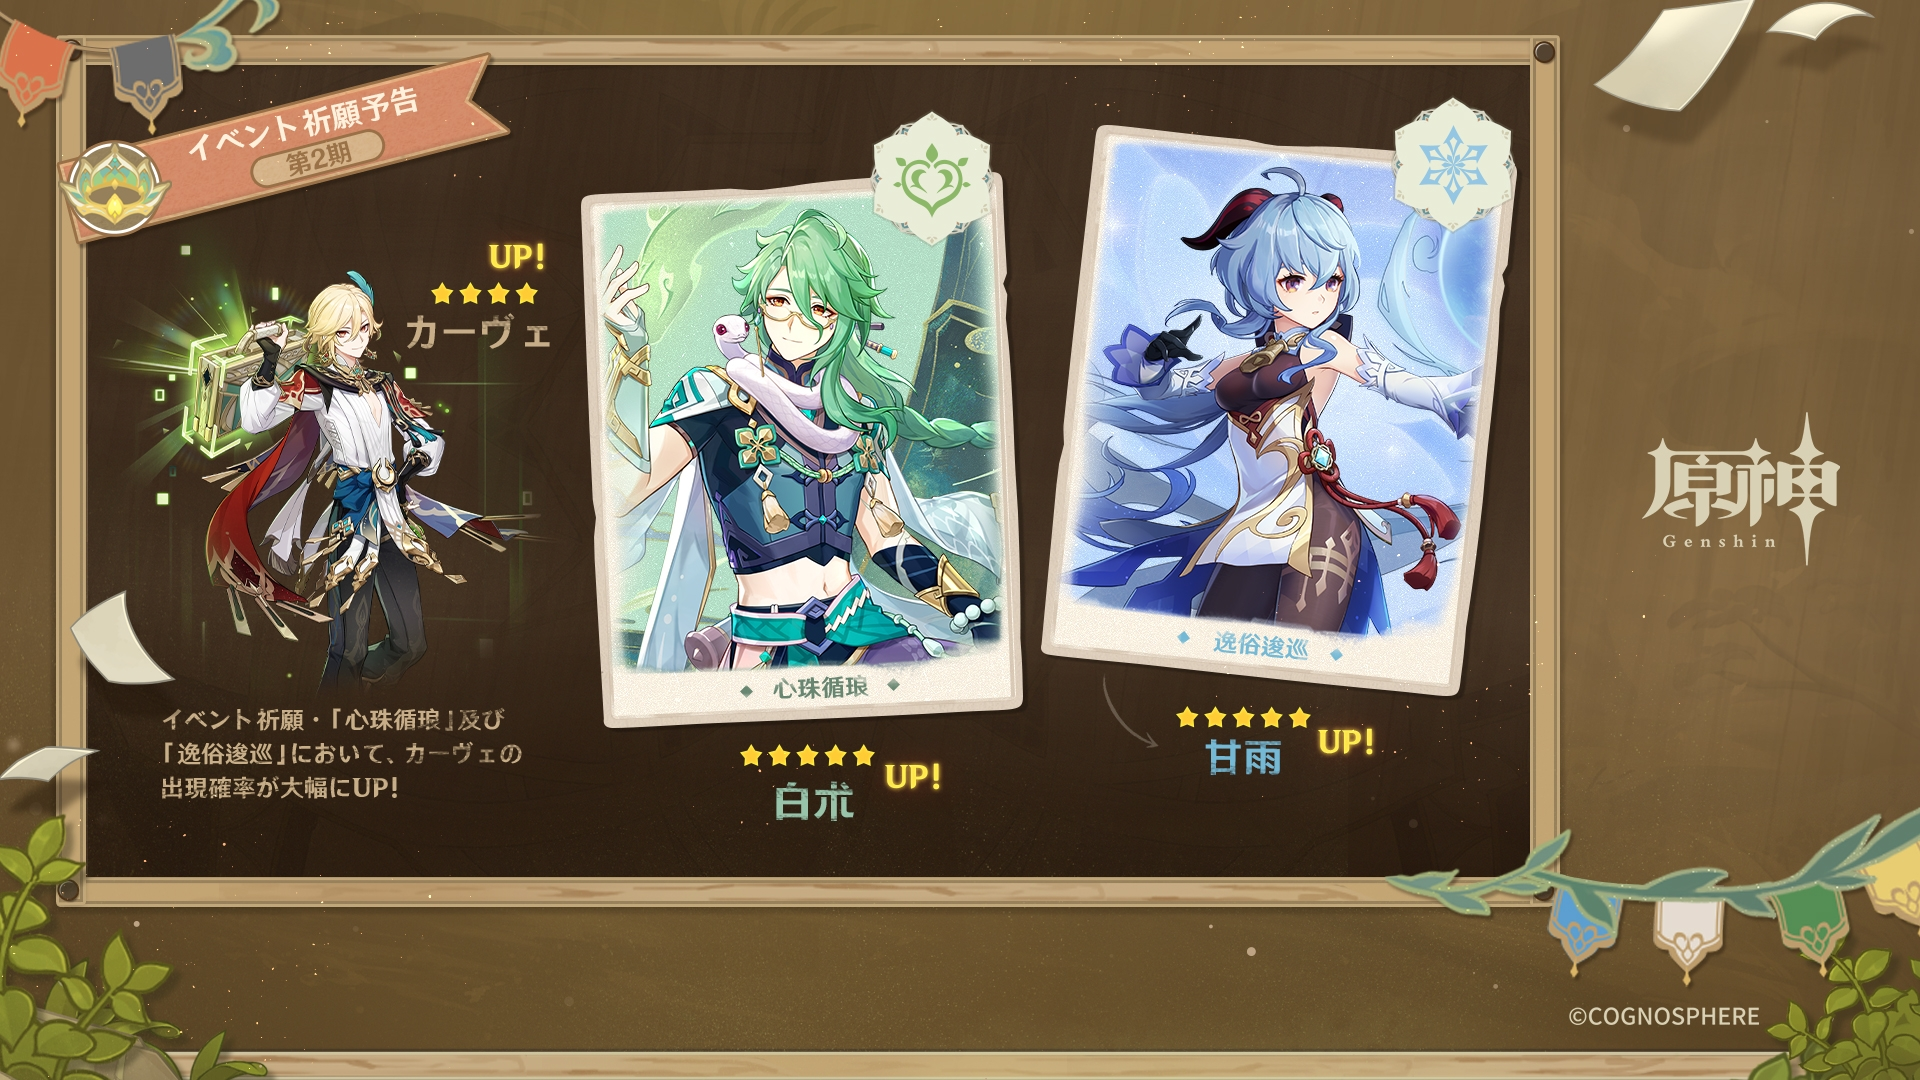 イベント祈願予告
第2期
UP!
カーヴェ
イベント祈願・「心珠循琅」及び
「逸俗逡巡」において、カーヴェの
出現確率が大幅にUP!
心珠循琅
UP!
白朮
逸俗逡巡
UP!
甘雨
原神
Genshin
©COGNOSPHERE